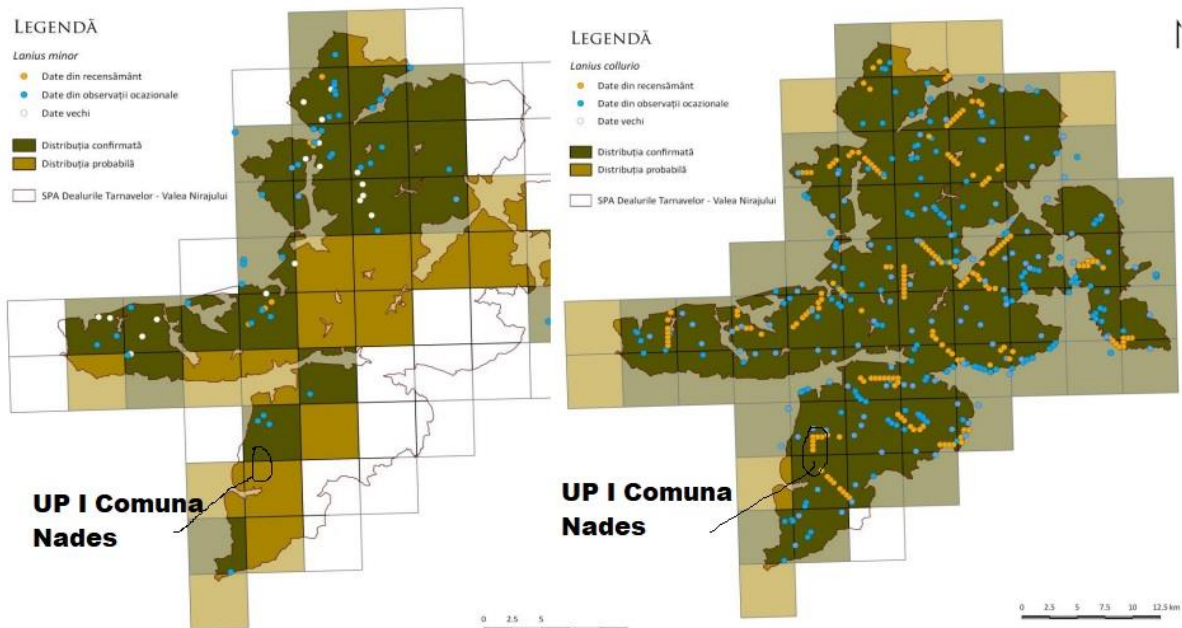 LEGENDĂ
Lanius minor
Date din recensământ
Date din observații ocazionale
Date vechi
Distribuția confirmată
Distribuția probabilă
SPA Dealurile Tarnavelor - Valea Nirajului
UP I Comuna
Nades
0 2.5 5
LEGENDĂ
Lanius collurio
Date din recensământ
Date din observații ocazionale
Date vechi
Distribuția confirmată
Distribuția probabilă
SPA Dealurile Tarnavelor - Valea Nirajului
UP I Comuna
Nades
0 2.5 5 7.5 10 12.5 km